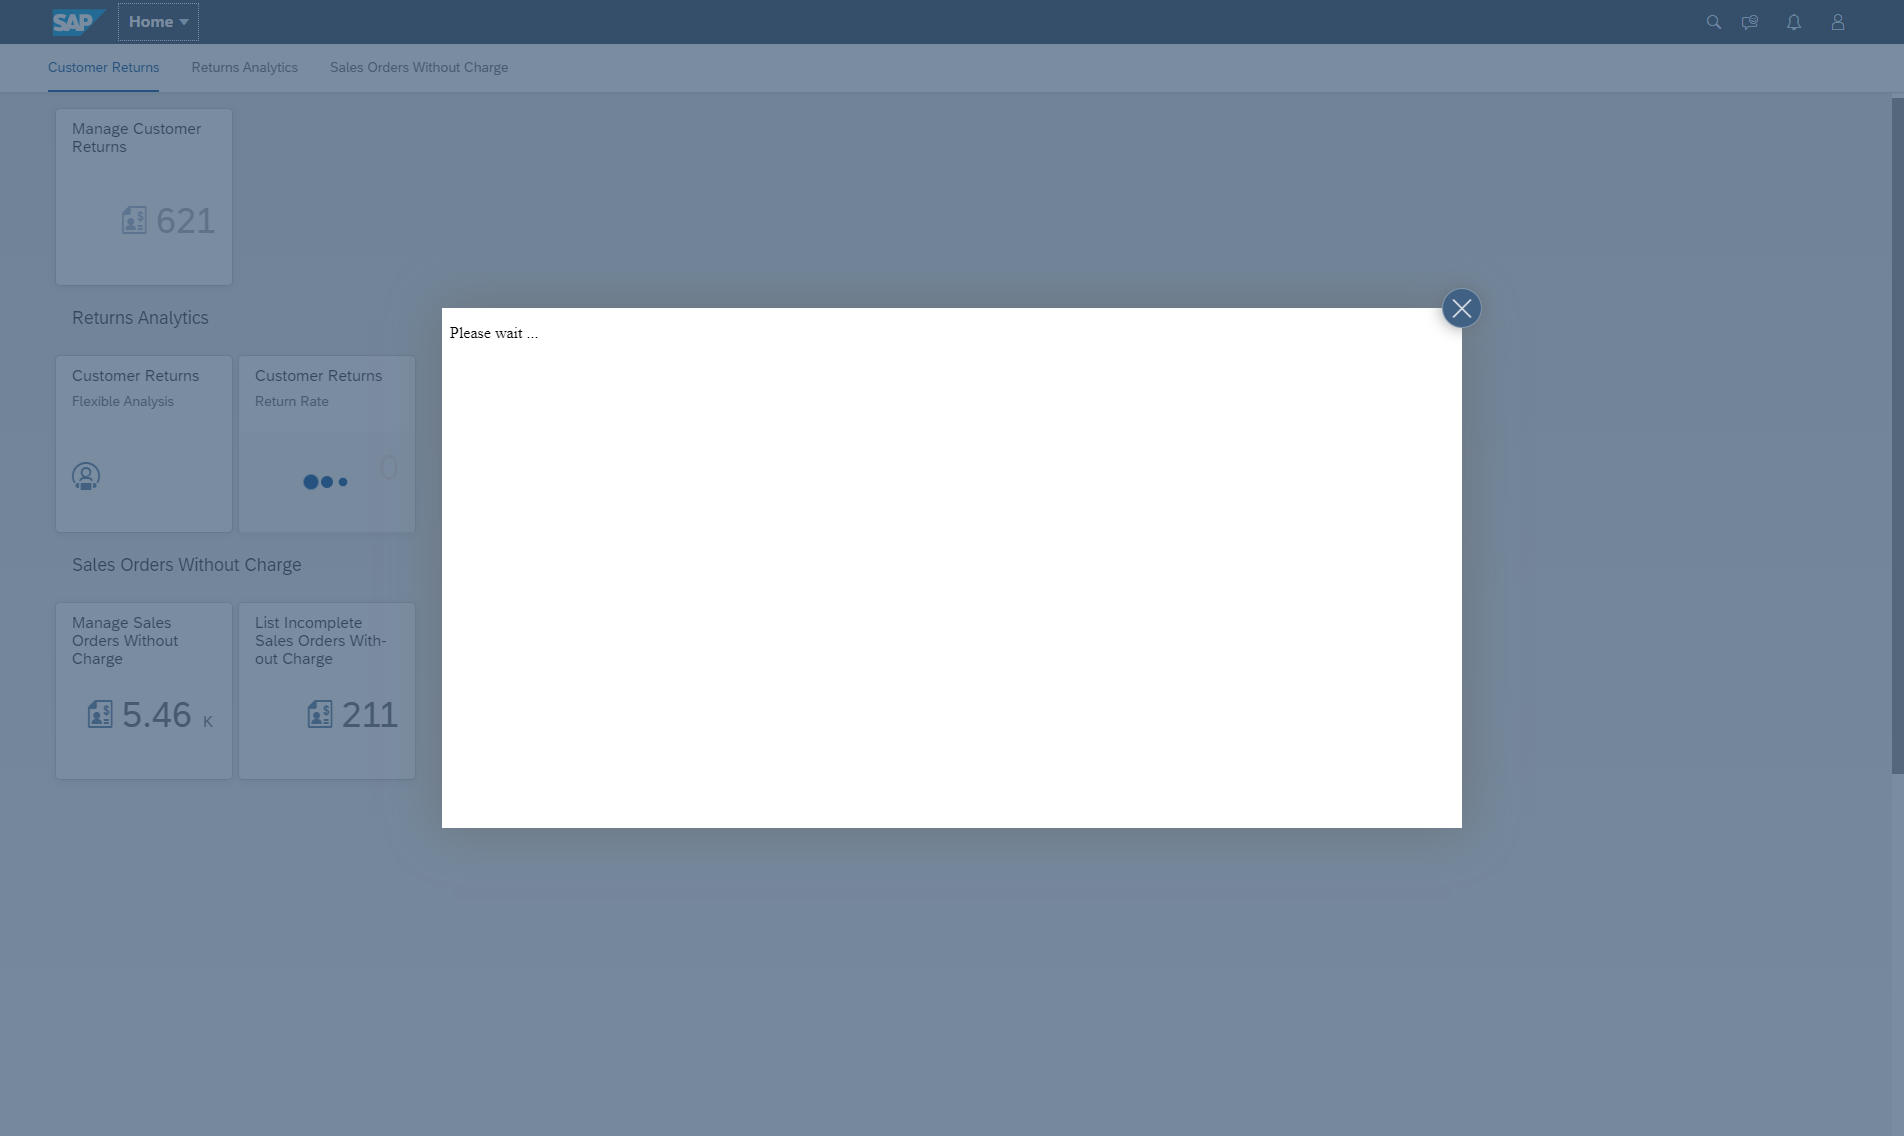 SAP Home
Customer Returns Returns Analytics Sales Orders Without Charge
Manage Customer
Returns
621
Returns Analytics
Customer Returns
Flexible Analysis
Customer Returns
Return Rate
0
Sales Orders Without Charge
Manage Sales
Orders Without
Charge
5.46 K
List Incomplete
Sales Orders With-
out Charge
211
Please wait ...